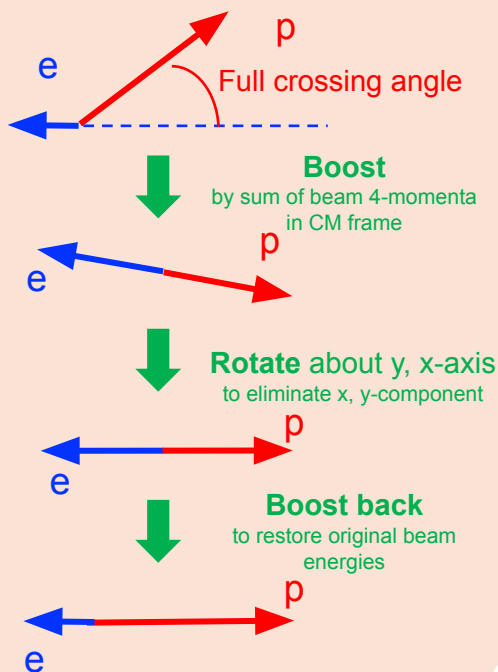 p
e
Full crossing angle
Boost
by sum of beam 4-momenta
in CM frame
p
e
Rotate about y, x-axis
to eliminate x, y-component
p
e
Boost back
to restore original beam
energies
p
e